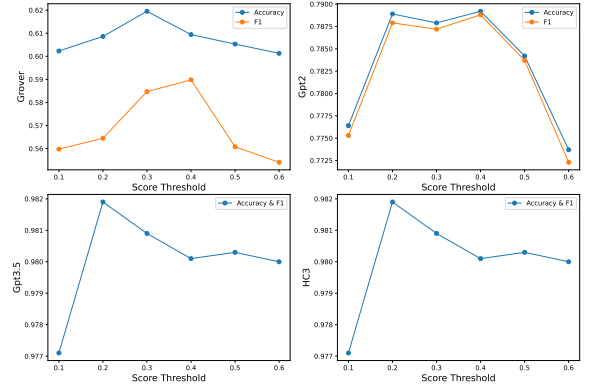 0.62
0.61
0.60
0.59
0.58
0.57
0.56
Grover
Accuracy
F1
0.1 0.2 0.3 0.4 0.5 0.6
Score Threshold
0.7900
0.7875
0.7850
0.7825
0.7800
0.7775
0.7750
0.7725
Gpt2
Accuracy
F1
0.1 0.2 0.3 0.4 0.5 0.6
Score Threshold
0.982
0.981
0.980
0.979
0.978
0.977
Gpt3.5
Accuracy & F1
0.1 0.2 0.3 0.4 0.5 0.6
Score Threshold
0.982
0.981
0.980
0.979
0.978
0.977
HC3
Accuracy & F1
0.1 0.2 0.3 0.4 0.5 0.6
Score Threshold